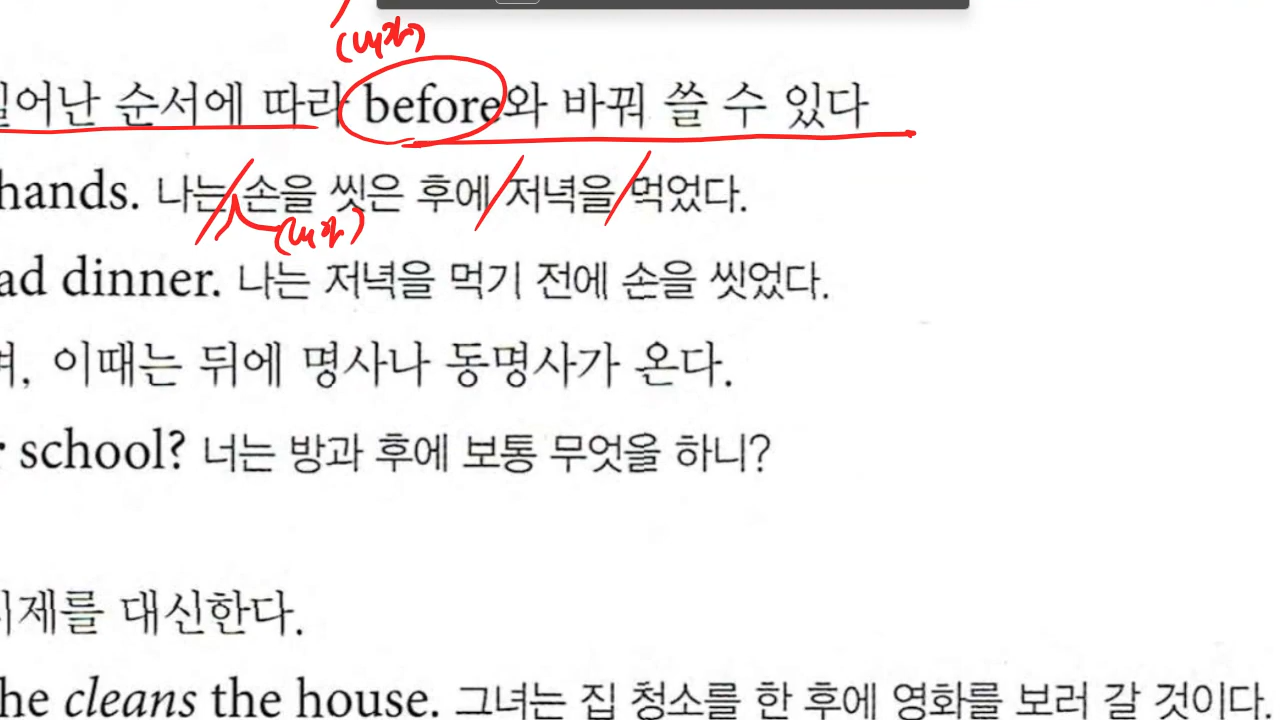 (내가)
일어난 순서에 따라 before와 바꿔 쓸 수 있다
hands. 나는 손을 씻은 후에 저녁을 먹었다.
(내가)
ad dinner. 나는 저녁을 먹기 전에 손을 씻었다.
며, 이때는 뒤에 명사나 동명사가 온다.
r school? 너는 방과 후에 보통 무엇을 하니?
시제를 대신한다.
he cleans the house. 그녀는 집 청소를 한 후에 영화를 보러 갈 것이다.